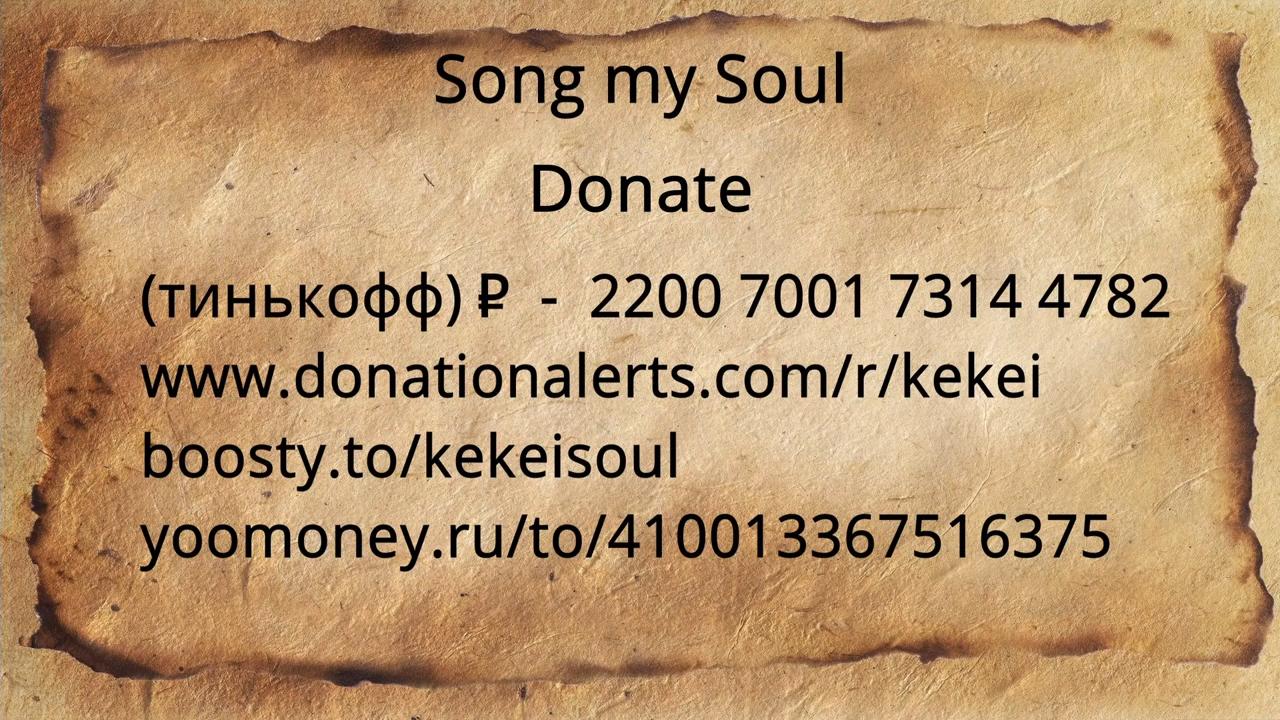 Song my Soul
Donate
(тинькофф) ₽ - 2200 7001 7314 4782
www.donationalerts.com/r/kekei
boosty.to/kekeisoul
yoomoney.ru/to/410013367516375